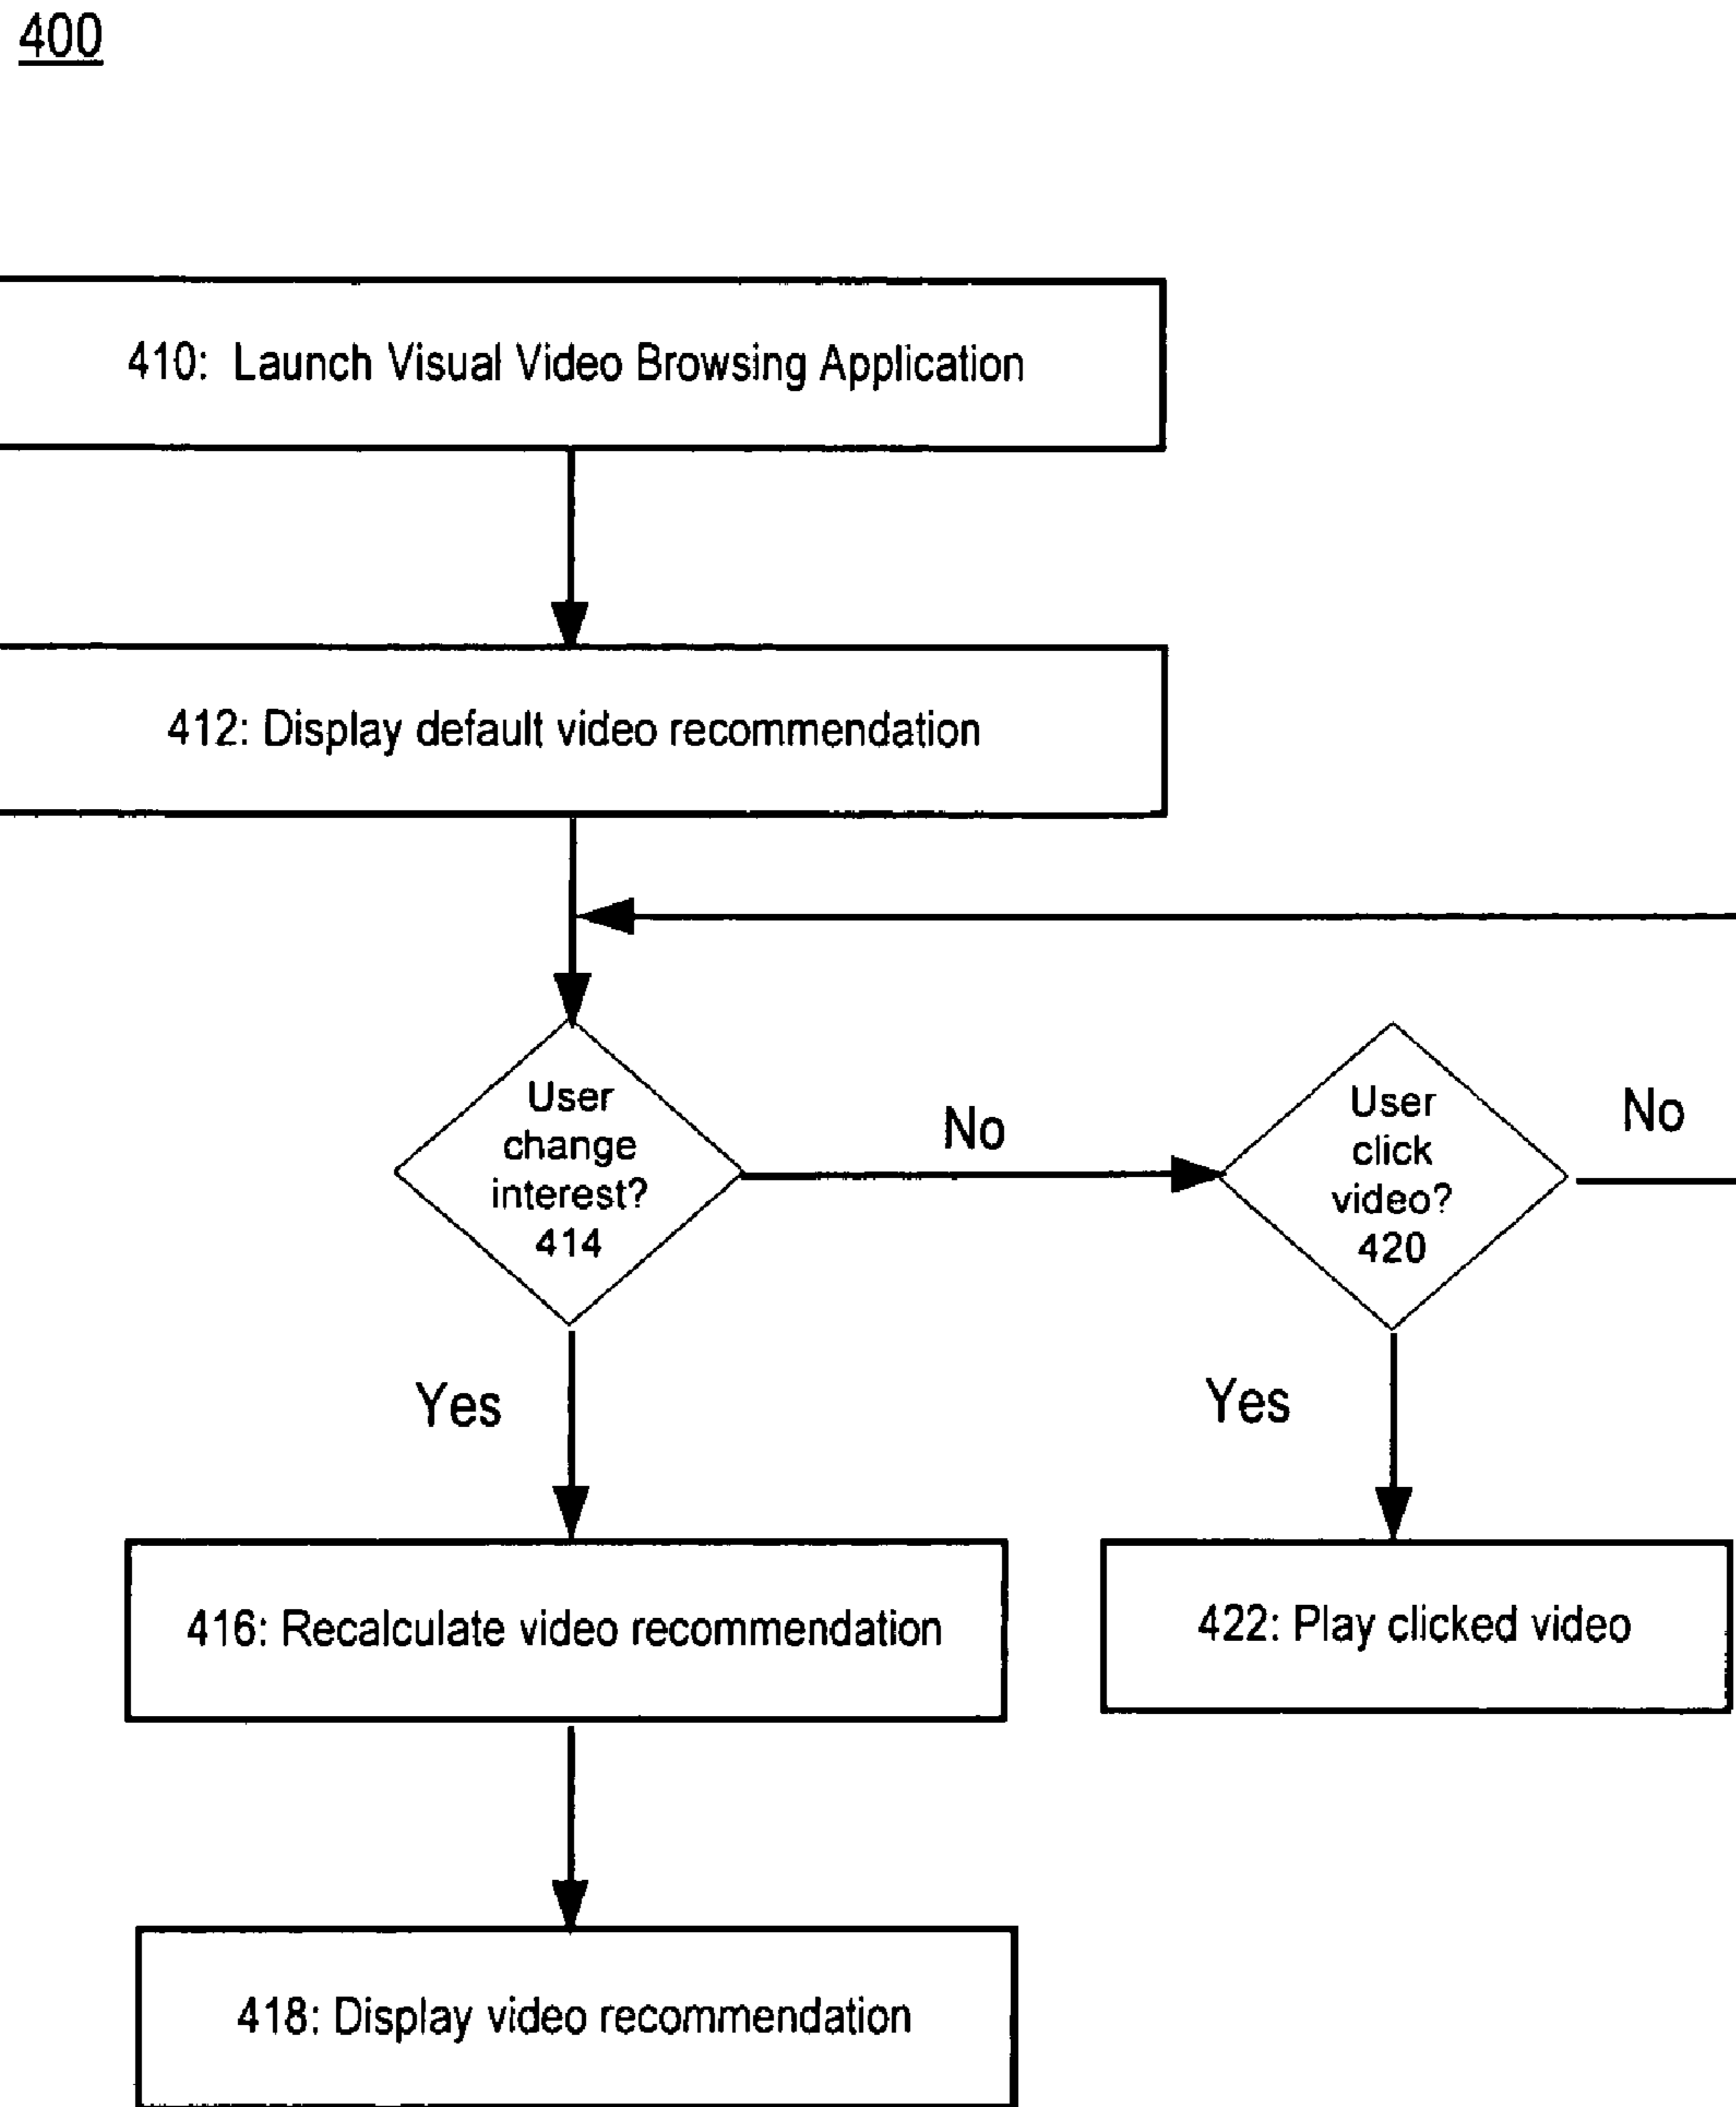 400
410: Launch Visual Video Browsing Application
412: Display default video recommendation
User
change
interest?
414
No
User
click
video?
420
No
Yes
Yes
416: Recalculate video recommendation
422: Play clicked video
418: Display video recommendation